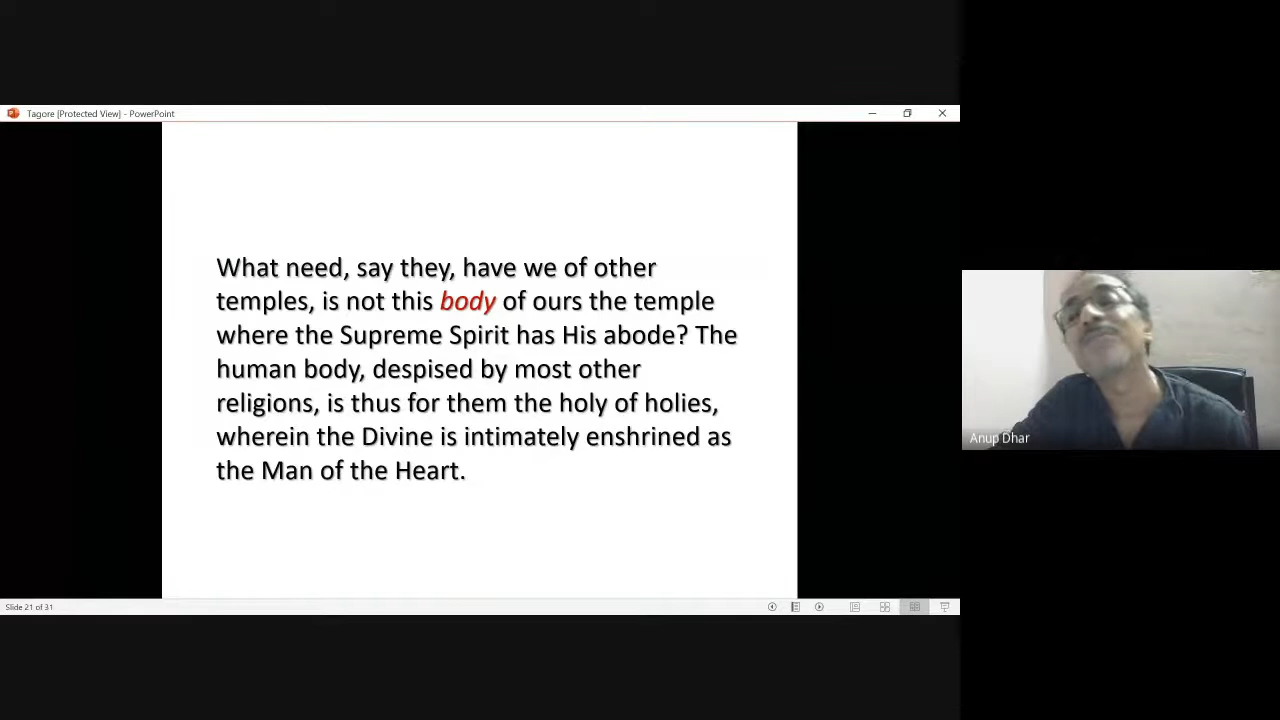 Tagore [Protected View] - PowerPoint
What need, say they, have we of other
temples, is not this body of ours the temple
where the Supreme Spirit has His abode? The
human body, despised by most other
religions, is thus for them the holy of holies,
wherein the Divine is intimately enshrined as
the Man of the Heart.
Anup Dhar
Slide 21 of 31